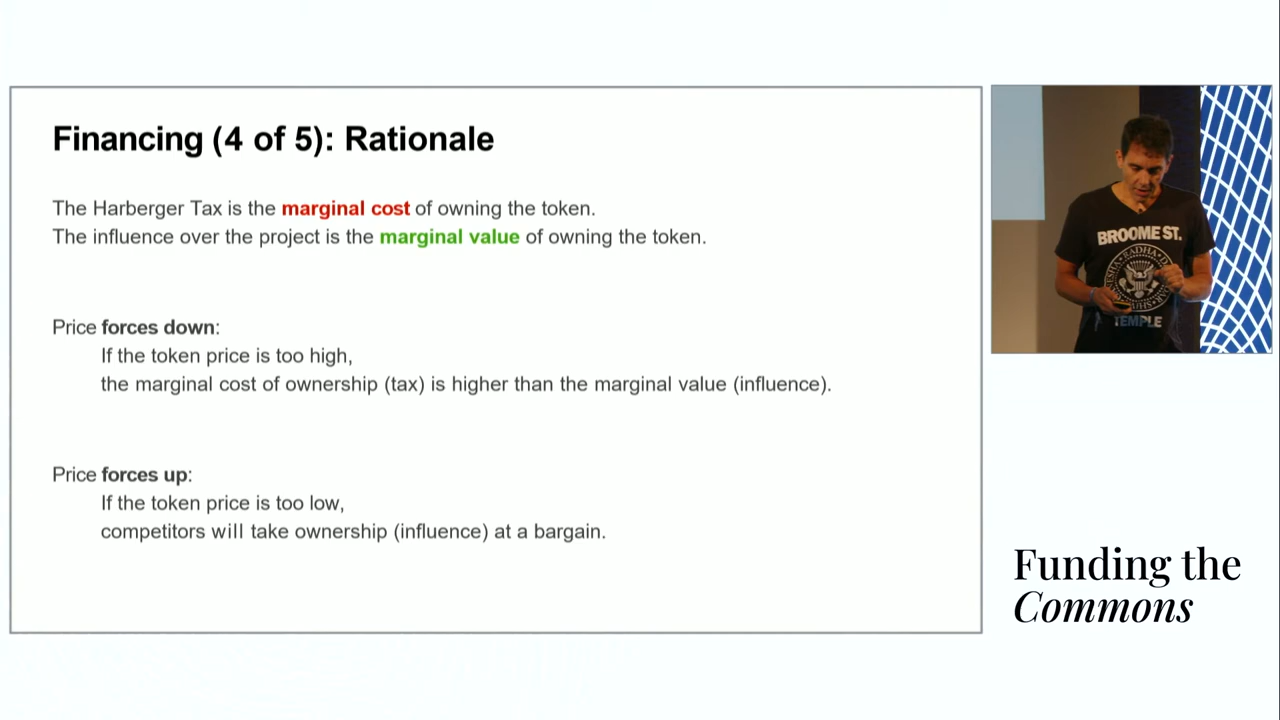 Financing (4 of 5): Rationale
The Harberger Tax is the marginal cost of owning the token.
The influence over the project is the marginal value of owning the token.
Price forces down:
If the token price is too high,
the marginal cost of ownership (tax) is higher than the marginal value (influence).
Price forces up:
If the token price is too low,
competitors will take ownership (influence) at a bargain.
BROOME ST.
RADHA
TEMPLE
Funding the
Commons